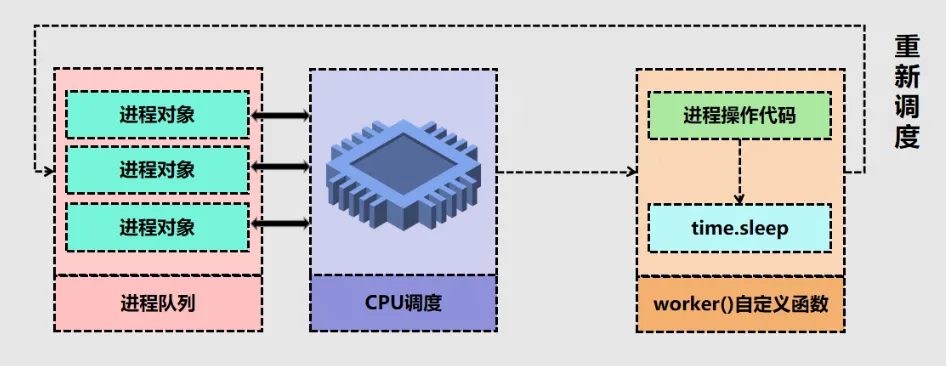 进程对象
进程对象
进程对象
进程队列
CPU调度
进程操作代码
time.sleep
worker()自定义函数
重新调度